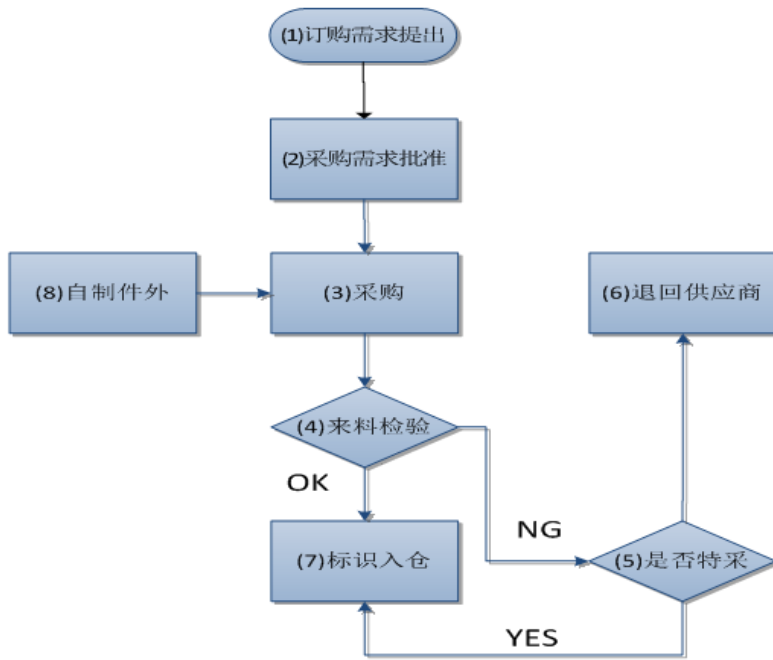 (1)订购需求提出
(2)采购需求批准
(8)自制件外
(3)采购
(6)退回供应商
(4)来料检验
OK
NG
(7)标识入仓
(5)是否特采
YES